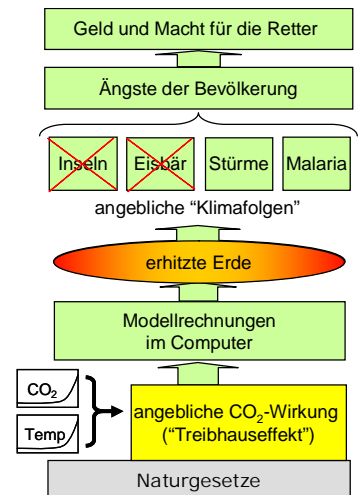 Geld und Macht für die Retter
Ängste der Bevölkerung
Inseln Eisbär Stürme Malaria
angebliche “Klimafolgen”
erhitzte Erde
Modellrechnungen
im Computer
CO₂
Temp
angebliche CO₂-Wirkung
(“Treibhauseffekt”)
Naturgesetze